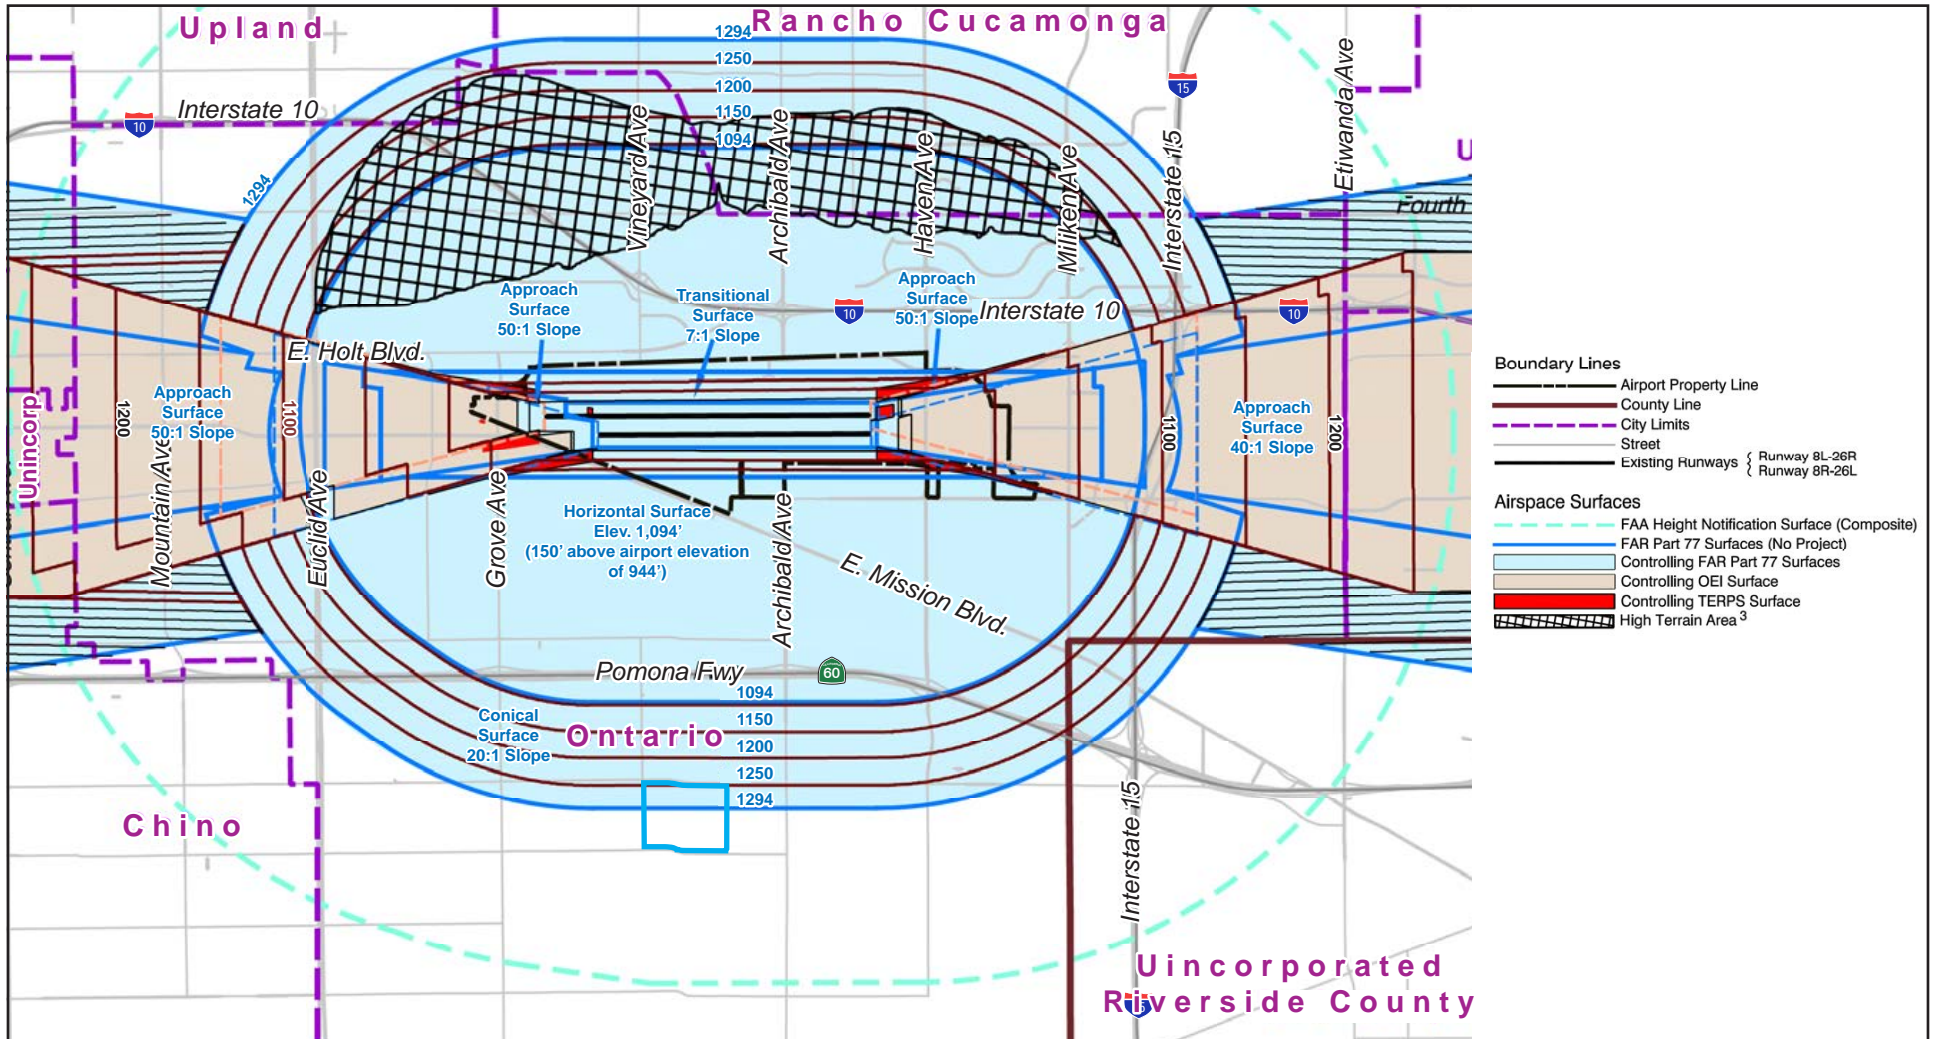 Upland
Rancho Cucamonga
1294
1250
1200
1150
1094
15
Etiwanda Ave
Interstate 10
10
Vineyard Ave
Archibald Ave
Haven Ave
Milliken Ave
Interstate 15
U
1294
Fourth
Approach
Surface
50:1 Slope
Transitional
Surface
7:1 Slope
Approach
Surface
50:1 Slope
10
Interstate 10
10
E. Holt Blvd.
Unincorp.
1200
Approach
Surface
50:1 Slope
1100
Mountain Ave
Euclid Ave
Grove Ave
1100
Approach
Surface
40:1 Slope
1200
Horizontal Surface
Elev. 1,094'
(150' above airport elevation
of 944')
Archibald Ave
E. Mission Blvd.
Pomona Fwy
60
1094
1150
1200
1250
1294
Conical
Surface
20:1 Slope
Ontario
Chino
Interstate 15
Uincorporated
Riverside County
Boundary Lines
Airport Property Line
County Line
City Limits
Street
Existing Runways { Runway 8L-26R
Runway 8R-26L
Airspace Surfaces
FAA Height Notification Surface (Composite)
FAR Part 77 Surfaces (No Project)
Controlling FAR Part 77 Surfaces
Controlling OEI Surface
Controlling TERPS Surface
High Terrain Area 3